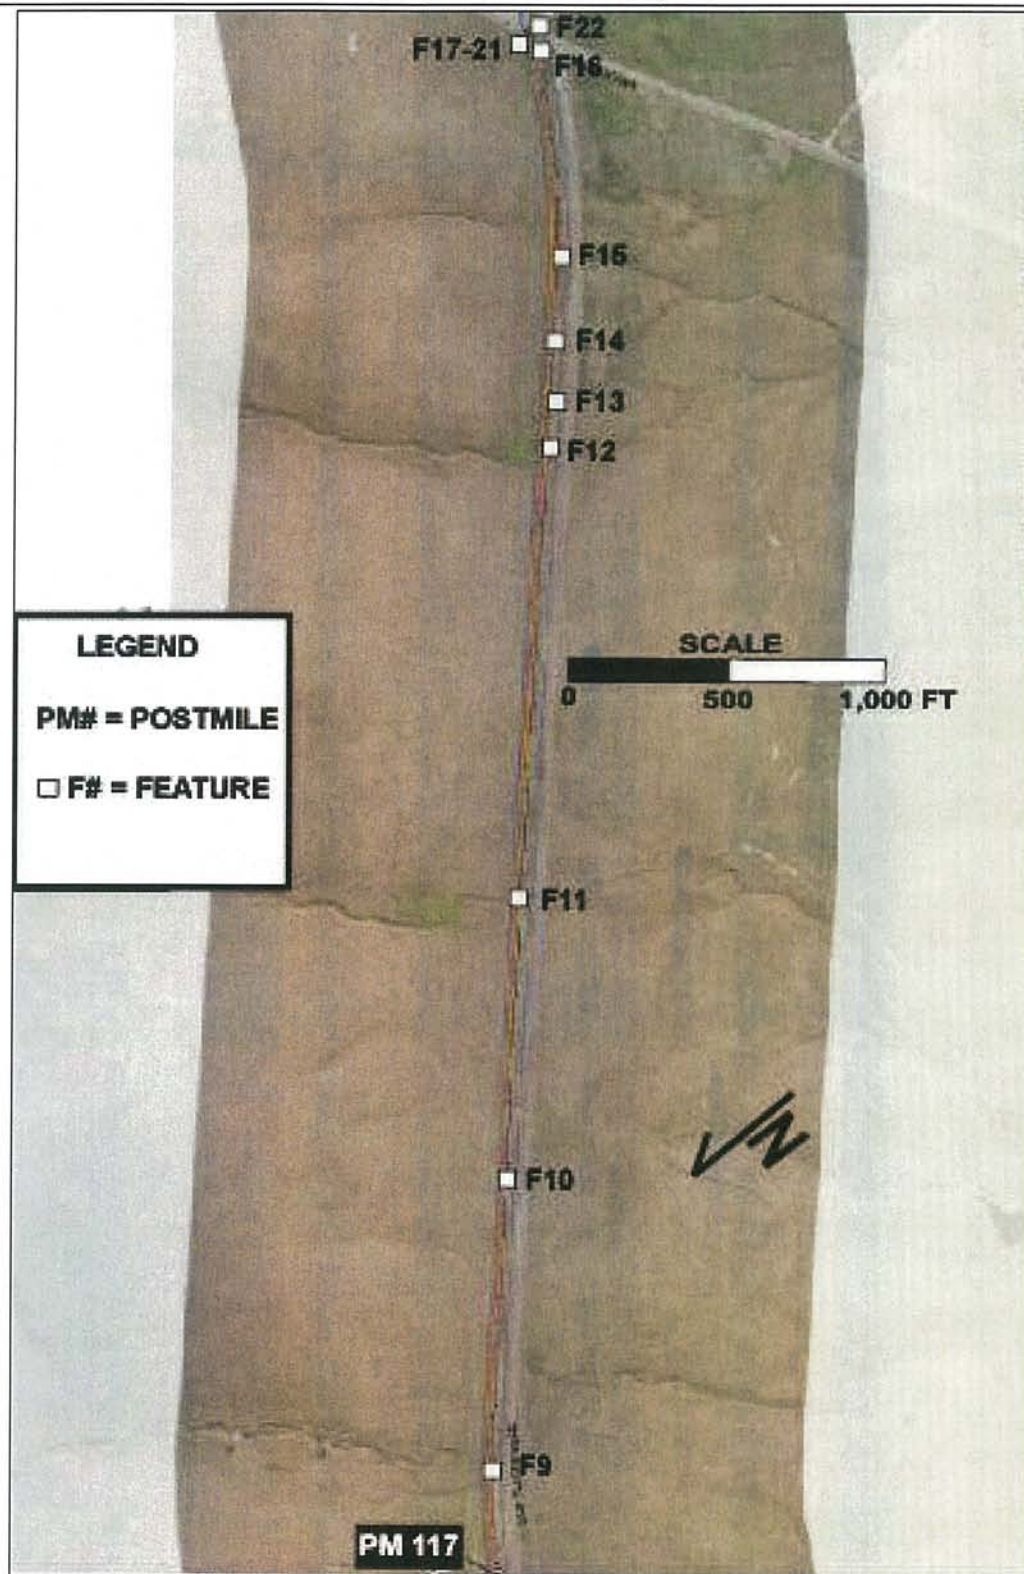 F22
F17-21
F16
F15
F14
F13
F12
LEGEND
PM# = POSTMILE
F# = FEATURE
SCALE
0 500 1,000 FT
F11
N
F10
F9
PM 117